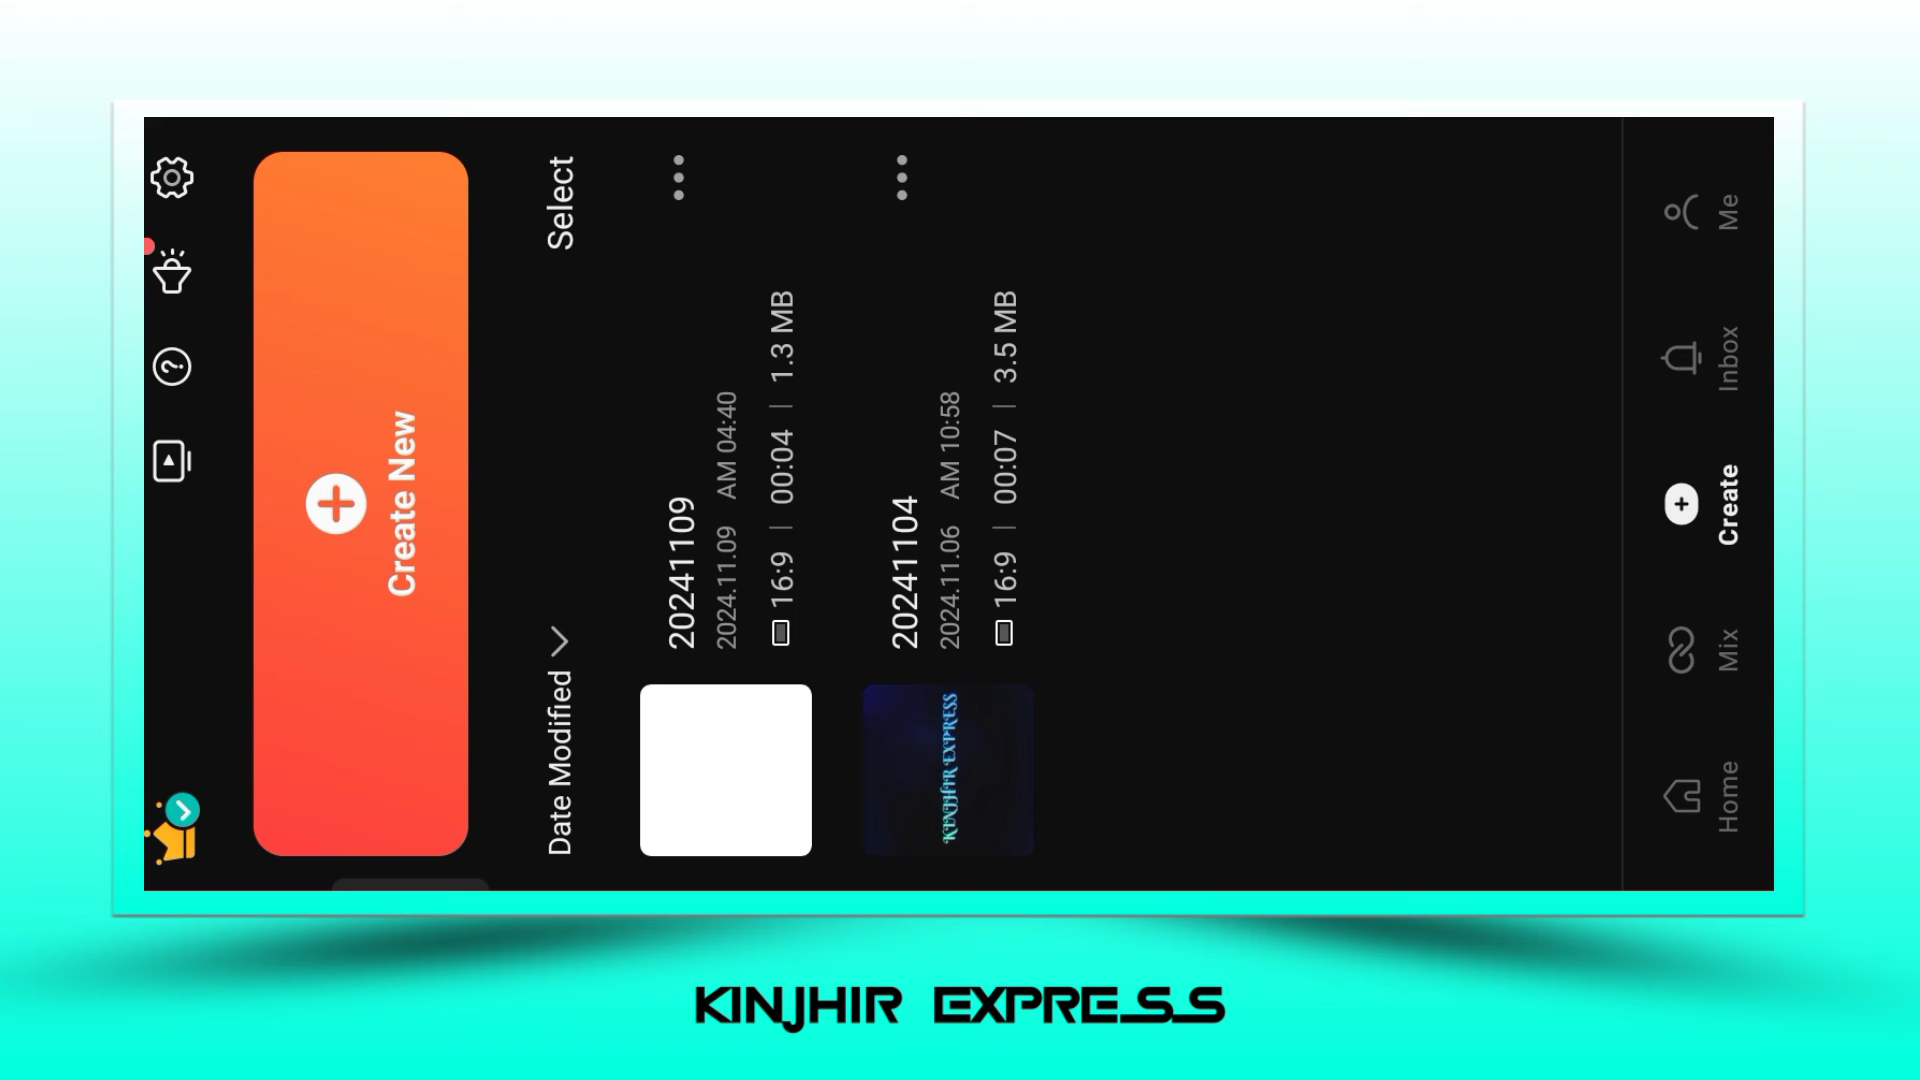 Create New
Date Modified
Select
20241109
2024.11.09 AM 04:40
16:9 | 00:04 | 1.3 MB
20241104
2024.11.06 AM 10:58
16:9 | 00:07 | 3.5 MB
KINJHIR EXPRESS
Home
Mix
Create
Inbox
Me
KINJHIR EXPRESS